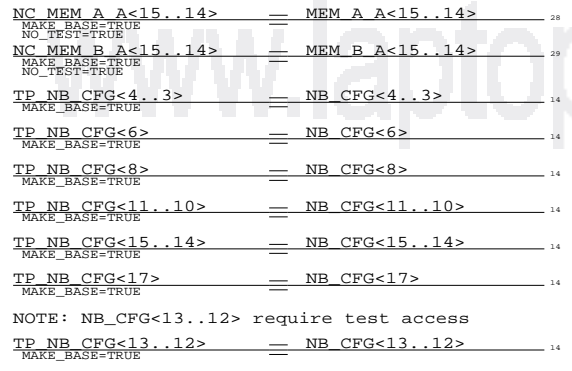 NC_MEM_A_A<15..14> MEM_A_A<15..14> 28
MAKE_BASE=TRUE
NO_TEST=TRUE
NC_MEM_B_A<15..14> MEM_B_A<15..14> 29
MAKE_BASE=TRUE
NO_TEST=TRUE
TP_NB_CFG<4..3> NB_CFG<4..3> 14
MAKE_BASE=TRUE
TP_NB_CFG<6> NB_CFG<6> 14
MAKE_BASE=TRUE
TP_NB_CFG<8> NB_CFG<8> 14
MAKE_BASE=TRUE
TP_NB_CFG<11..10> NB_CFG<11..10> 14
MAKE_BASE=TRUE
TP_NB_CFG<15..14> NB_CFG<15..14> 14
MAKE_BASE=TRUE
TP_NB_CFG<17> NB_CFG<17> 14
MAKE_BASE=TRUE
NOTE: NB_CFG<13..12> require test access
TP_NB_CFG<13..12> NB_CFG<13..12> 14
MAKE_BASE=TRUE
www.laptop